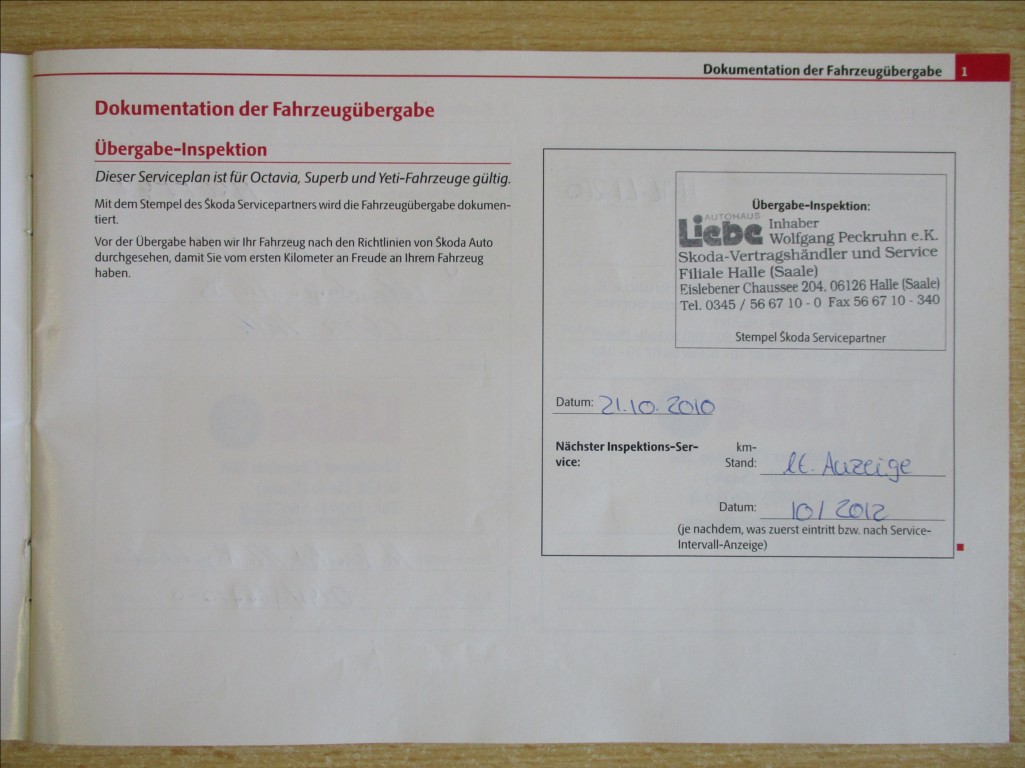 Dokumentation der Fahrzeugübergabe 1
Dokumentation der Fahrzeugübergabe
Übergabe-Inspektion
Dieser Serviceplan ist für Octavia, Superb und Yeti-Fahrzeuge gültig.
Mit dem Stempel des Škoda Servicepartners wird die Fahrzeugübergabe dokumen-
tiert.
Vor der Übergabe haben wir Ihr Fahrzeug nach den Richtlinien von Škoda Auto
durchgesehen, damit Sie vom ersten Kilometer an Freude an Ihrem Fahrzeug
haben.
Übergabe-Inspektion:
AUTOHAUS
Liebe Inhaber
Wolfgang Peckruhn e.K.
Skoda-Vertragshändler und Service
Filiale Halle (Saale)
Eislebener Chaussee 204, 06126 Halle (Saale)
Tel. 0345 / 56 67 10 - 0 Fax 56 67 10 - 340
Stempel Škoda Servicepartner
Datum: 21.10.2010
Nächster Inspektions-Ser-
vice:
km-
Stand: lt. Anzeige
Datum: 10/2012
(je nachdem, was zuerst eintritt bzw. nach Service-
Intervall-Anzeige)